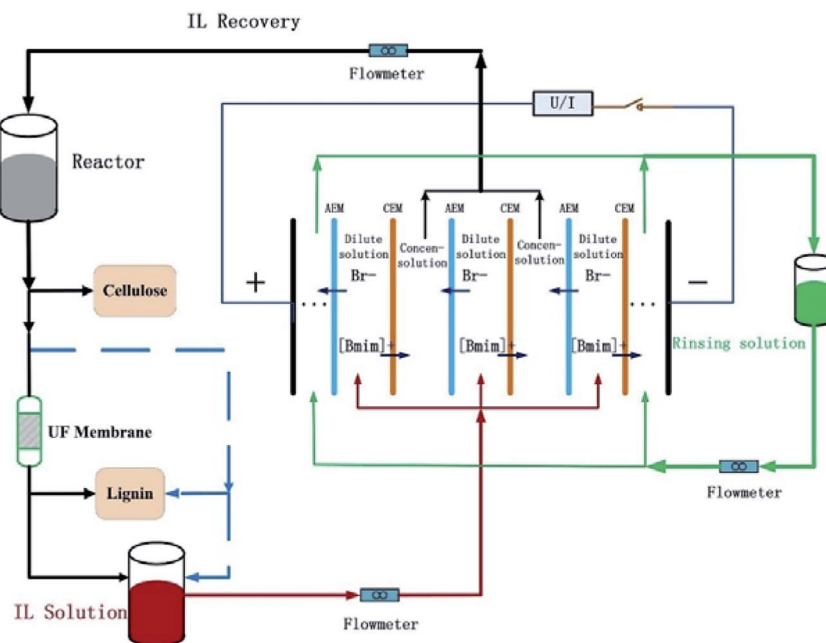 IL Recovery
Flowmeter
U/I
Reactor
AEM
CEM
AEM
CEM
AEM
CEM
Dilute
solution
Concen-
solution
Dilute
solution
Concen-
solution
Dilute
solution
+
Br-
Br-
Br-
−
...
...
Cellulose
[Bmim]+
[Bmim]+
[Bmim]+
Rinsing solution
UF Membrane
Lignin
Flowmeter
IL Solution
Flowmeter